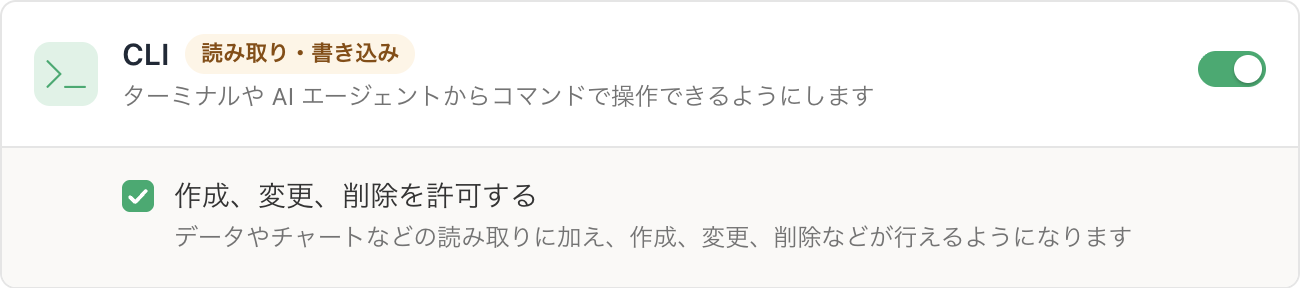 CLI 読み取り・書き込み
ターミナルや AI エージェントからコマンドで操作できるようにします
作成、変更、削除を許可する
データやチャートなどの読み取りに加え、作成、変更、削除などが行えるようになります